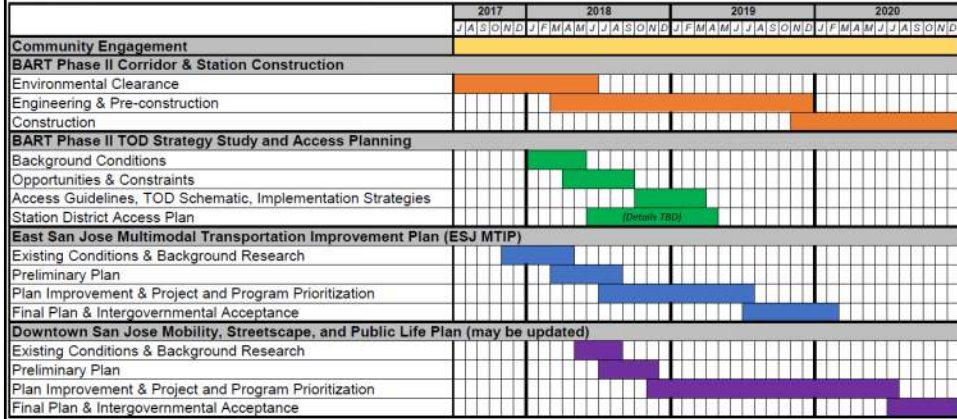 2017 2018 2019 2020
J A S O N D J F M A M J J A S O N D J F M A M J J A S O N D J F M A M J J A S O N D
Community Engagement
BART Phase II Corridor & Station Construction
Environmental Clearance
Engineering & Pre-construction
Construction
BART Phase II TOD Strategy Study and Access Planning
Background Conditions
Opportunities & Constraints
Access Guidelines, TOD Schematic, Implementation Strategies
Station District Access Plan (Details TBD)
East San Jose Multimodal Transportation Improvement Plan (ESJ MTIP)
Existing Conditions & Background Research
Preliminary Plan
Plan Improvement & Project and Program Prioritization
Final Plan & Intergovernmental Acceptance
Downtown San Jose Mobility, Streetscape, and Public Life Plan (may be updated)
Existing Conditions & Background Research
Preliminary Plan
Plan Improvement & Project and Program Prioritization
Final Plan & Intergovernmental Acceptance